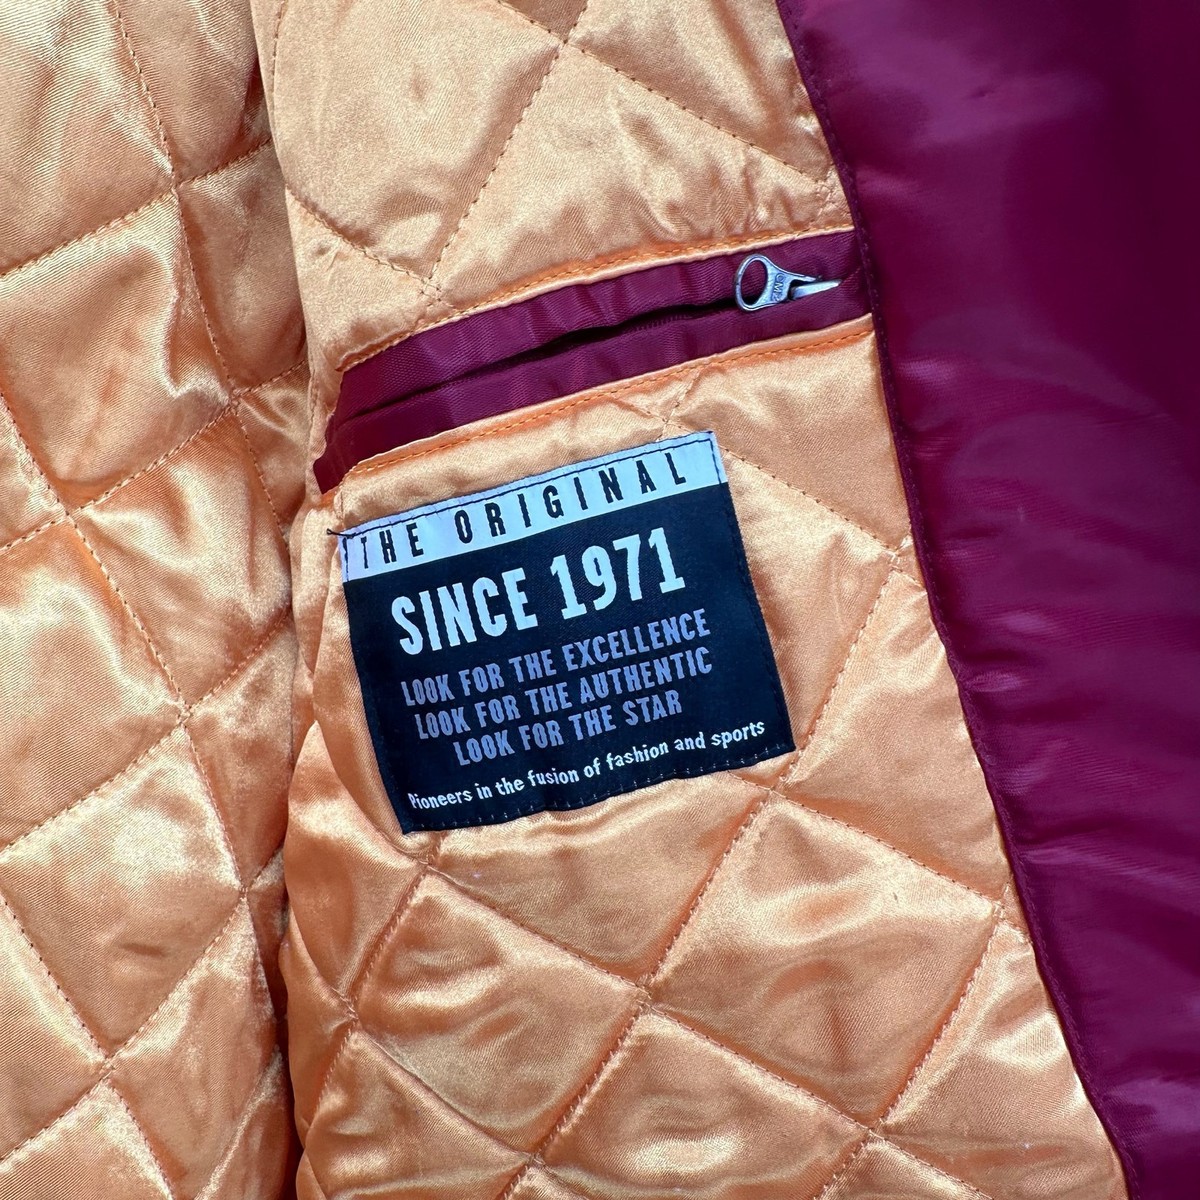 THE ORIGINAL
SINCE 1971
LOOK FOR THE EXCELLENCE
LOOK FOR THE AUTHENTIC
LOOK FOR THE STAR
Pioneers in the fusion of fashion and sports